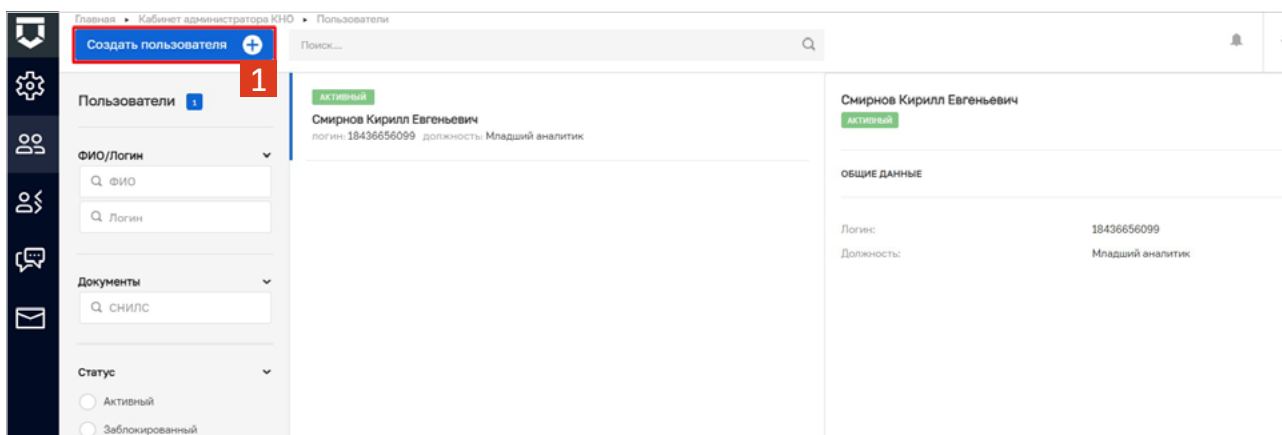 Главная ▸ Кабинет администратора КНО ▸ Пользователи
Создать пользователя
Поиск...
1
Пользователи 1
ФИО/Логин
ФИО
Логин
Документы
СНИЛС
Статус
Активный
Заблокированный
АКТИВНЫЙ
Смирнов Кирилл Евгеньевич
логин: 18436656099 должность: Младший аналитик
Смирнов Кирилл Евгеньевич
АКТИВНЫЙ
ОБЩИЕ ДАННЫЕ
Логин: 18436656099
Должность: Младший аналитик